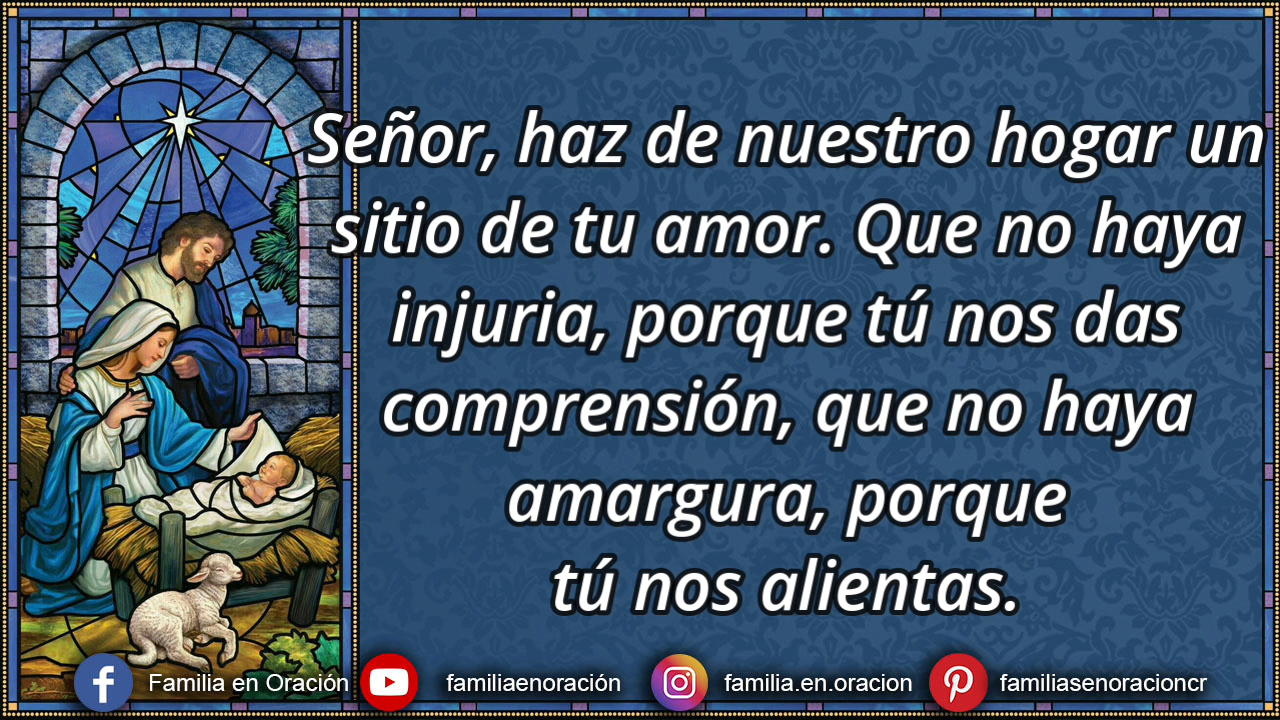 Señor, haz de nuestro hogar un
sitio de tu amor. Que no haya
injuria, porque tú nos das
comprensión, que no haya
amargura, porque
tú nos alientas.
Familia en Oración familiaenoración familia.en.oracion familiasenoracioncr